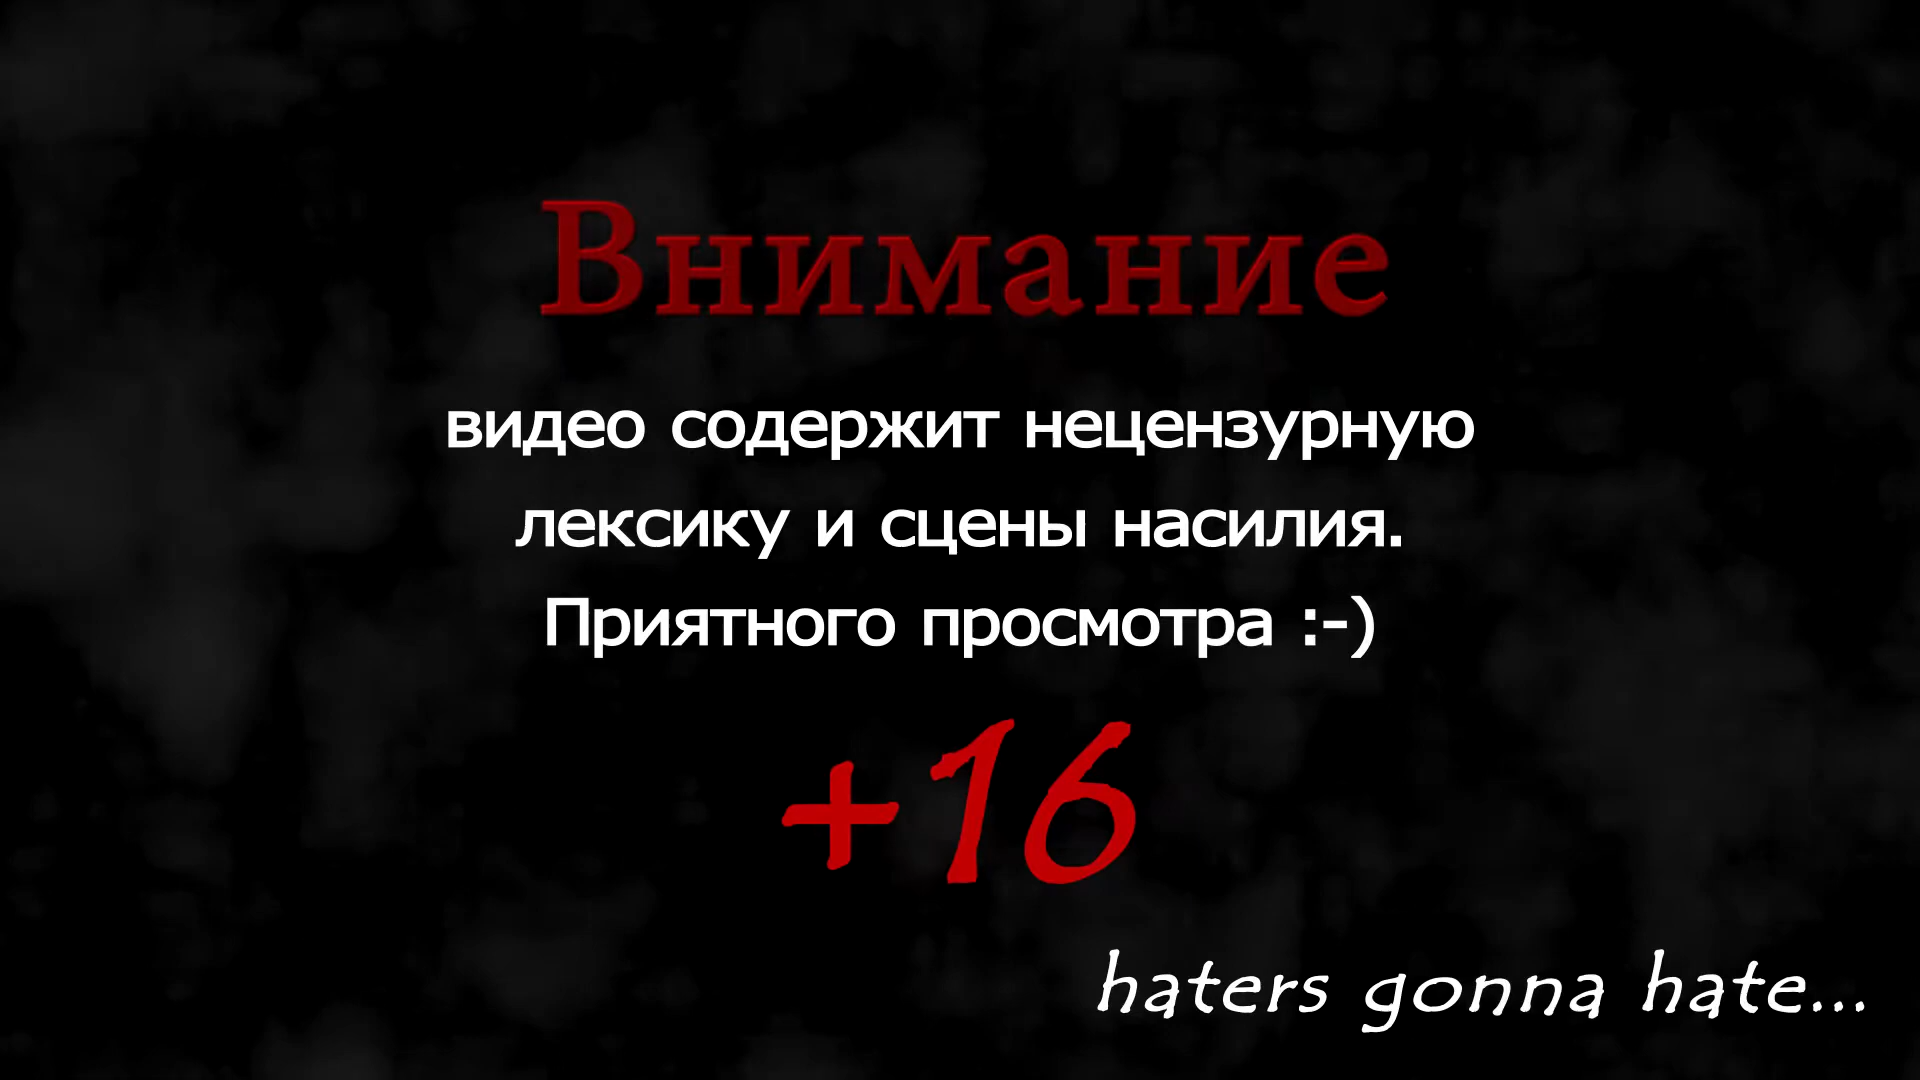 Внимание
видео содержит нецензурную
лексику и сцены насилия.
Приятного просмотра :-)
+16
haters gonna hate...